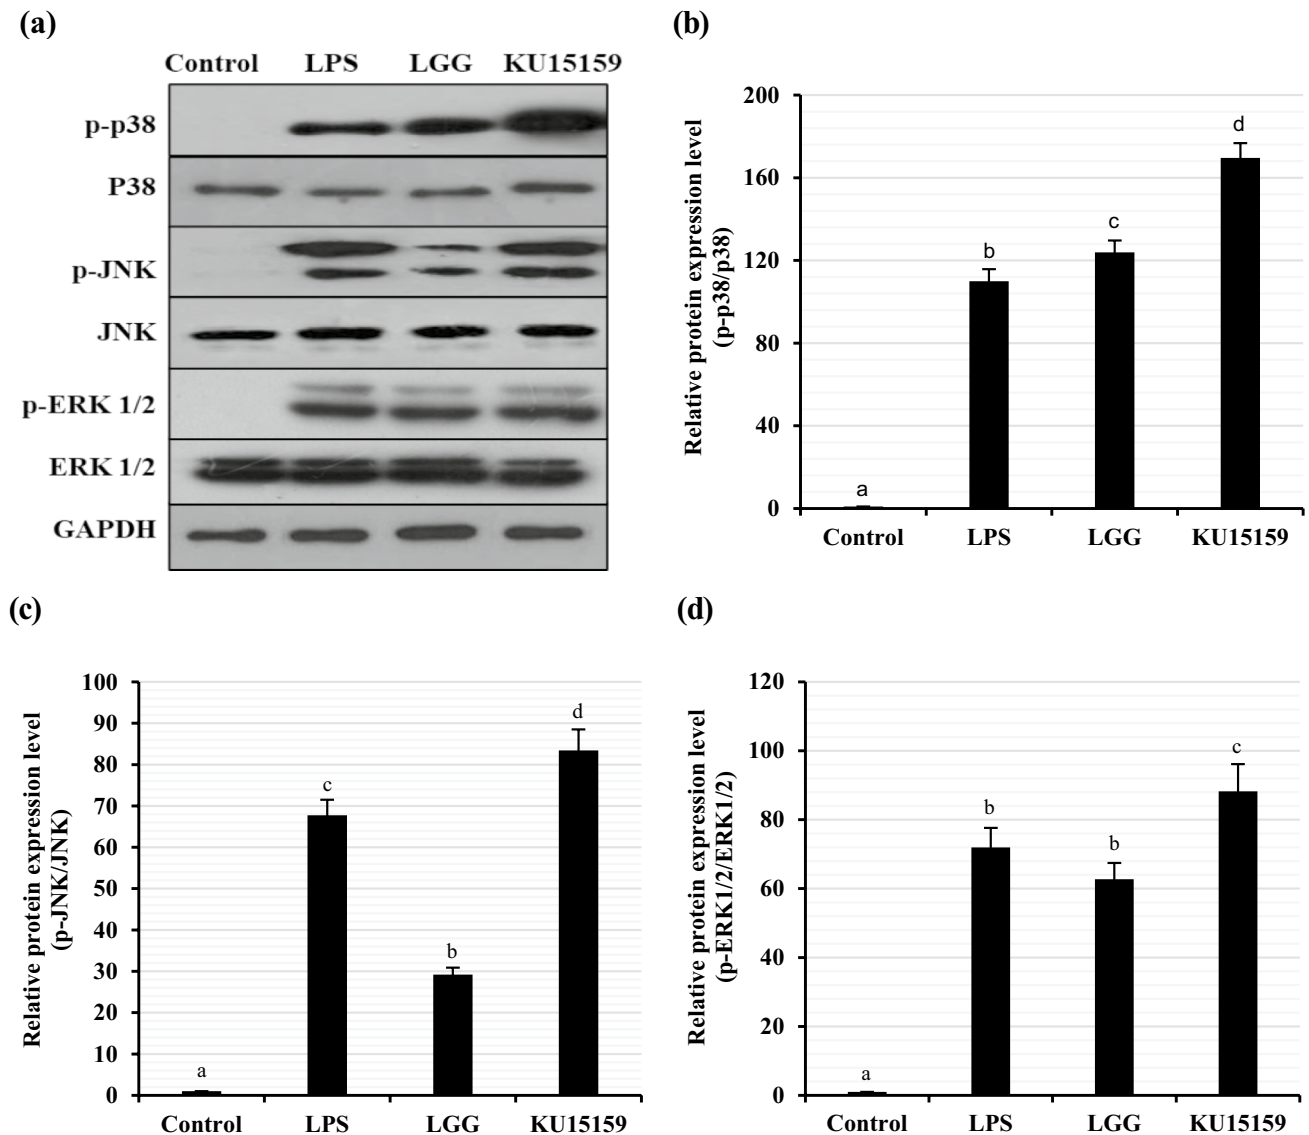 (a)
Control LPS LGG KU15159
p-p38
P38
p-JNK
JNK
p-ERK 1/2
ERK 1/2
GAPDH
(b)
Relative protein expression level
(p-p38/p38)
200
160
120
80
40
0
a
b
c
d
Control LPS LGG KU15159
(c)
Relative protein expression level
(p-JNK/JNK)
100
90
80
70
60
50
40
30
20
10
0
a
c
b
d
Control LPS LGG KU15159
(d)
Relative protein expression level
(p-ERK1/2/ERK1/2)
120
100
80
60
40
20
0
a
b
b
c
Control LPS LGG KU15159